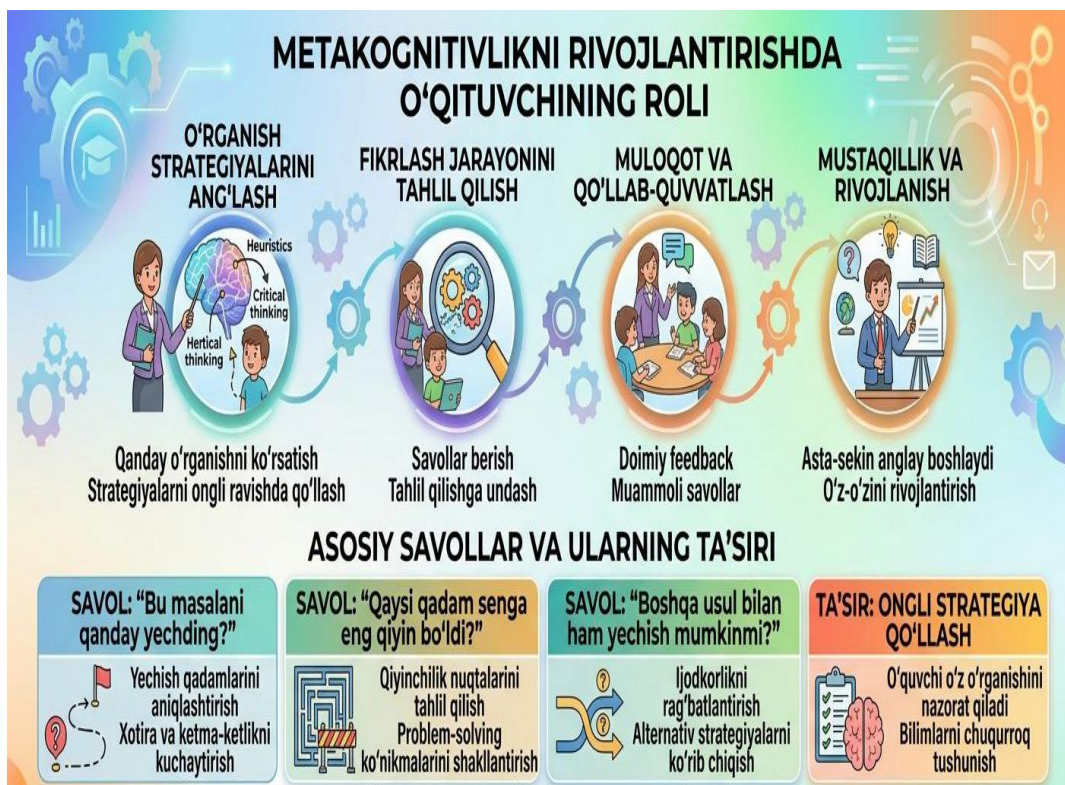 METAKOGNITIVLIKNI RIVOJLANTIRISHDA
O‘QITUVCHINING ROLI
O‘RGANISH
STRATEGIYALARINI
ANG‘LASH
Heuristics
Critical
thinking
Hertical
thinking
Qanday o‘rganishni ko‘rsatish
Strategiyalarni ongli ravishda qo‘llash
FIKRLASH JARAYONINI
TAHLIL QILISH
Savollar berish
Tahlil qilishga undash
MULOQOT VA
QO‘LLAB-QUVVATLASH
Doimiy feedback
Muammoli savollar
MUSTAQILLIK VA
RIVOJLANISH
?
Asta-sekin anglay boshlaydi
O‘z-o‘zini rivojlantirish
ASOSIY SAVOLLAR VA ULARNING TA’SIRI
SAVOL: “Bu masalani
qanday yechding?”
?
Yechish qadamlarini
aniqlashtirish
Xotira va ketma-ketlikni
kuchaytirish
SAVOL: “Qaysi qadam senga
eng qiyin bo‘ldi?”
Qiyinchilik nuqtalarini
tahlil qilish
Problem-solving
ko‘nikmalarini shakllantirish
SAVOL: “Boshqa usul bilan
ham yechish mumkinmi?”
?
?
Ijodkorlikni
rag‘batlantirish
Alternativ strategiyalarni
ko‘rib chiqish
TA’SIR: ONGLI STRATEGIYA
QO‘LLASH
O‘quvchi o‘z o‘rganishini
nazorat qiladi
Bilimlarni chuqurroq
tushunish